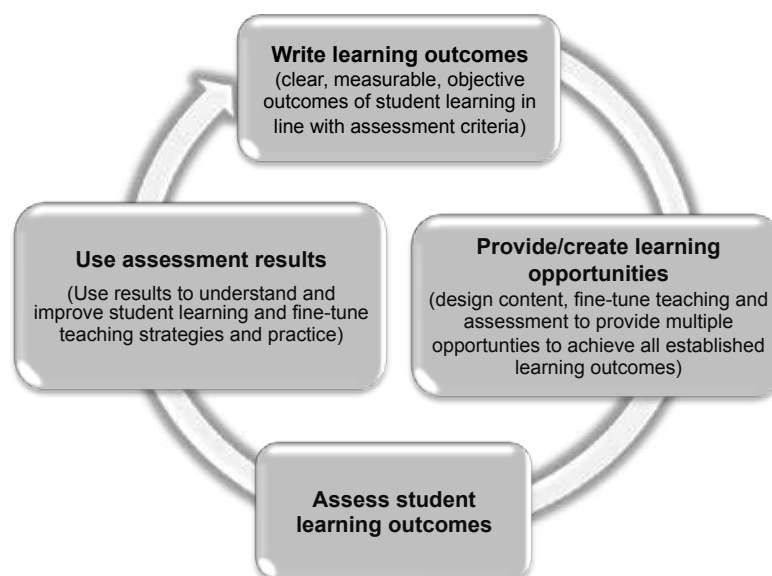 Write learning outcomes
(clear, measurable, objective
outcomes of student learning in
line with assessment criteria)
Provide/create learning
opportunities
(design content, fine-tune teaching and
assessment to provide multiple
opportunties to achieve all established
learning outcomes)
Assess student
learning outcomes
Use assessment results
(Use results to understand and
improve student learning and fine-tune
teaching strategies and practice)